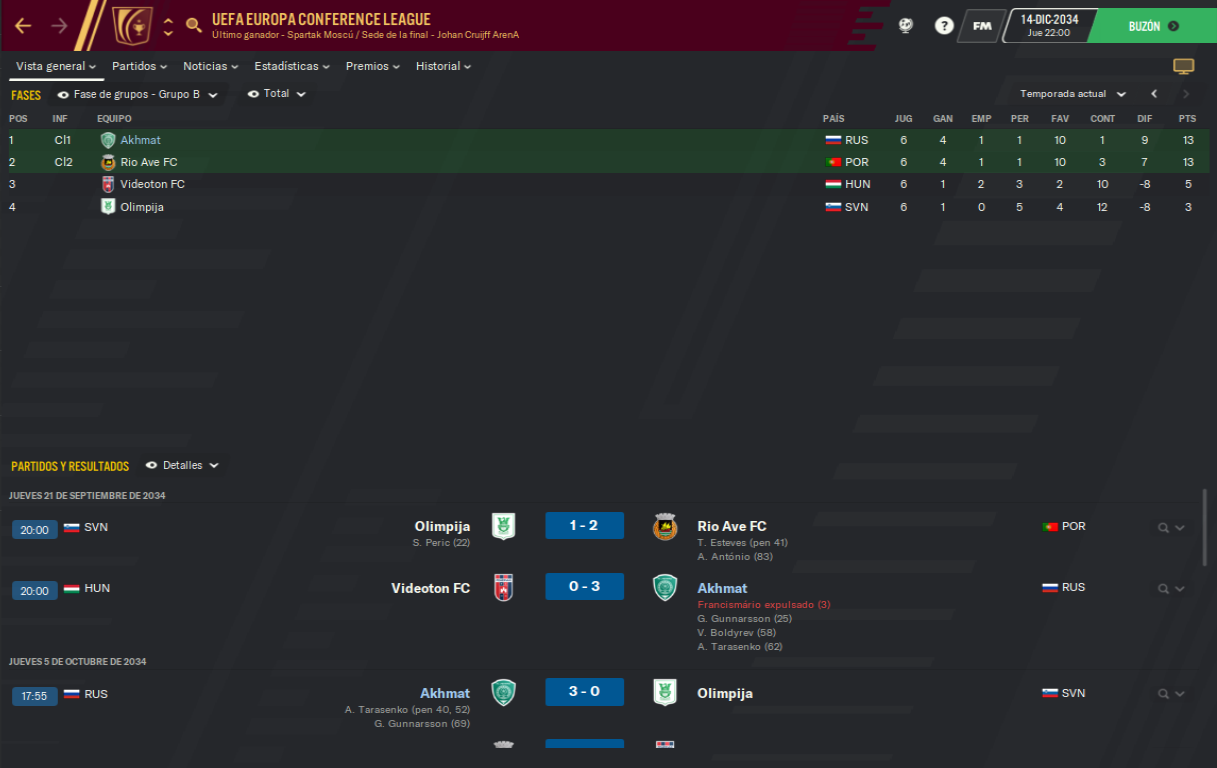 UEFA EUROPA CONFERENCE LEAGUE
Último ganador - Spartak Moscú / Sede de la final - Johan Cruijff ArenA
?
FM
14-DIC-2034
Jue 22:00
BUZÓN
Vista general
Partidos
Noticias
Estadísticas
Premios
Historial
FASES
Fase de grupos - Grupo B
Total
Temporada actual
POS INF EQUIPO PAÍS JUG GAN EMP PER FAV CONT DIF PTS
1 Cl1 Akhmat RUS 6 4 1 1 10 1 9 13
2 Cl2 Rio Ave FC POR 6 4 1 1 10 3 7 13
3 Videoton FC HUN 6 1 2 3 2 10 -8 5
4 Olimpija SVN 6 1 0 5 4 12 -8 3
PARTIDOS Y RESULTADOS
Detalles
JUEVES 21 DE SEPTIEMBRE DE 2034
20:00 SVN Olimpija 1 - 2 Rio Ave FC POR
S. Peric (22) T. Esteves (pen 41)
A. António (83)
20:00 HUN Videoton FC 0 - 3 Akhmat RUS
Francismário expulsado (3)
G. Gunnarsson (25)
V. Boldyrev (58)
A. Tarasenko (62)
JUEVES 5 DE OCTUBRE DE 2034
17:55 RUS Akhmat 3 - 0 Olimpija SVN
A. Tarasenko (pen 40, 52)
G. Gunnarsson (69)